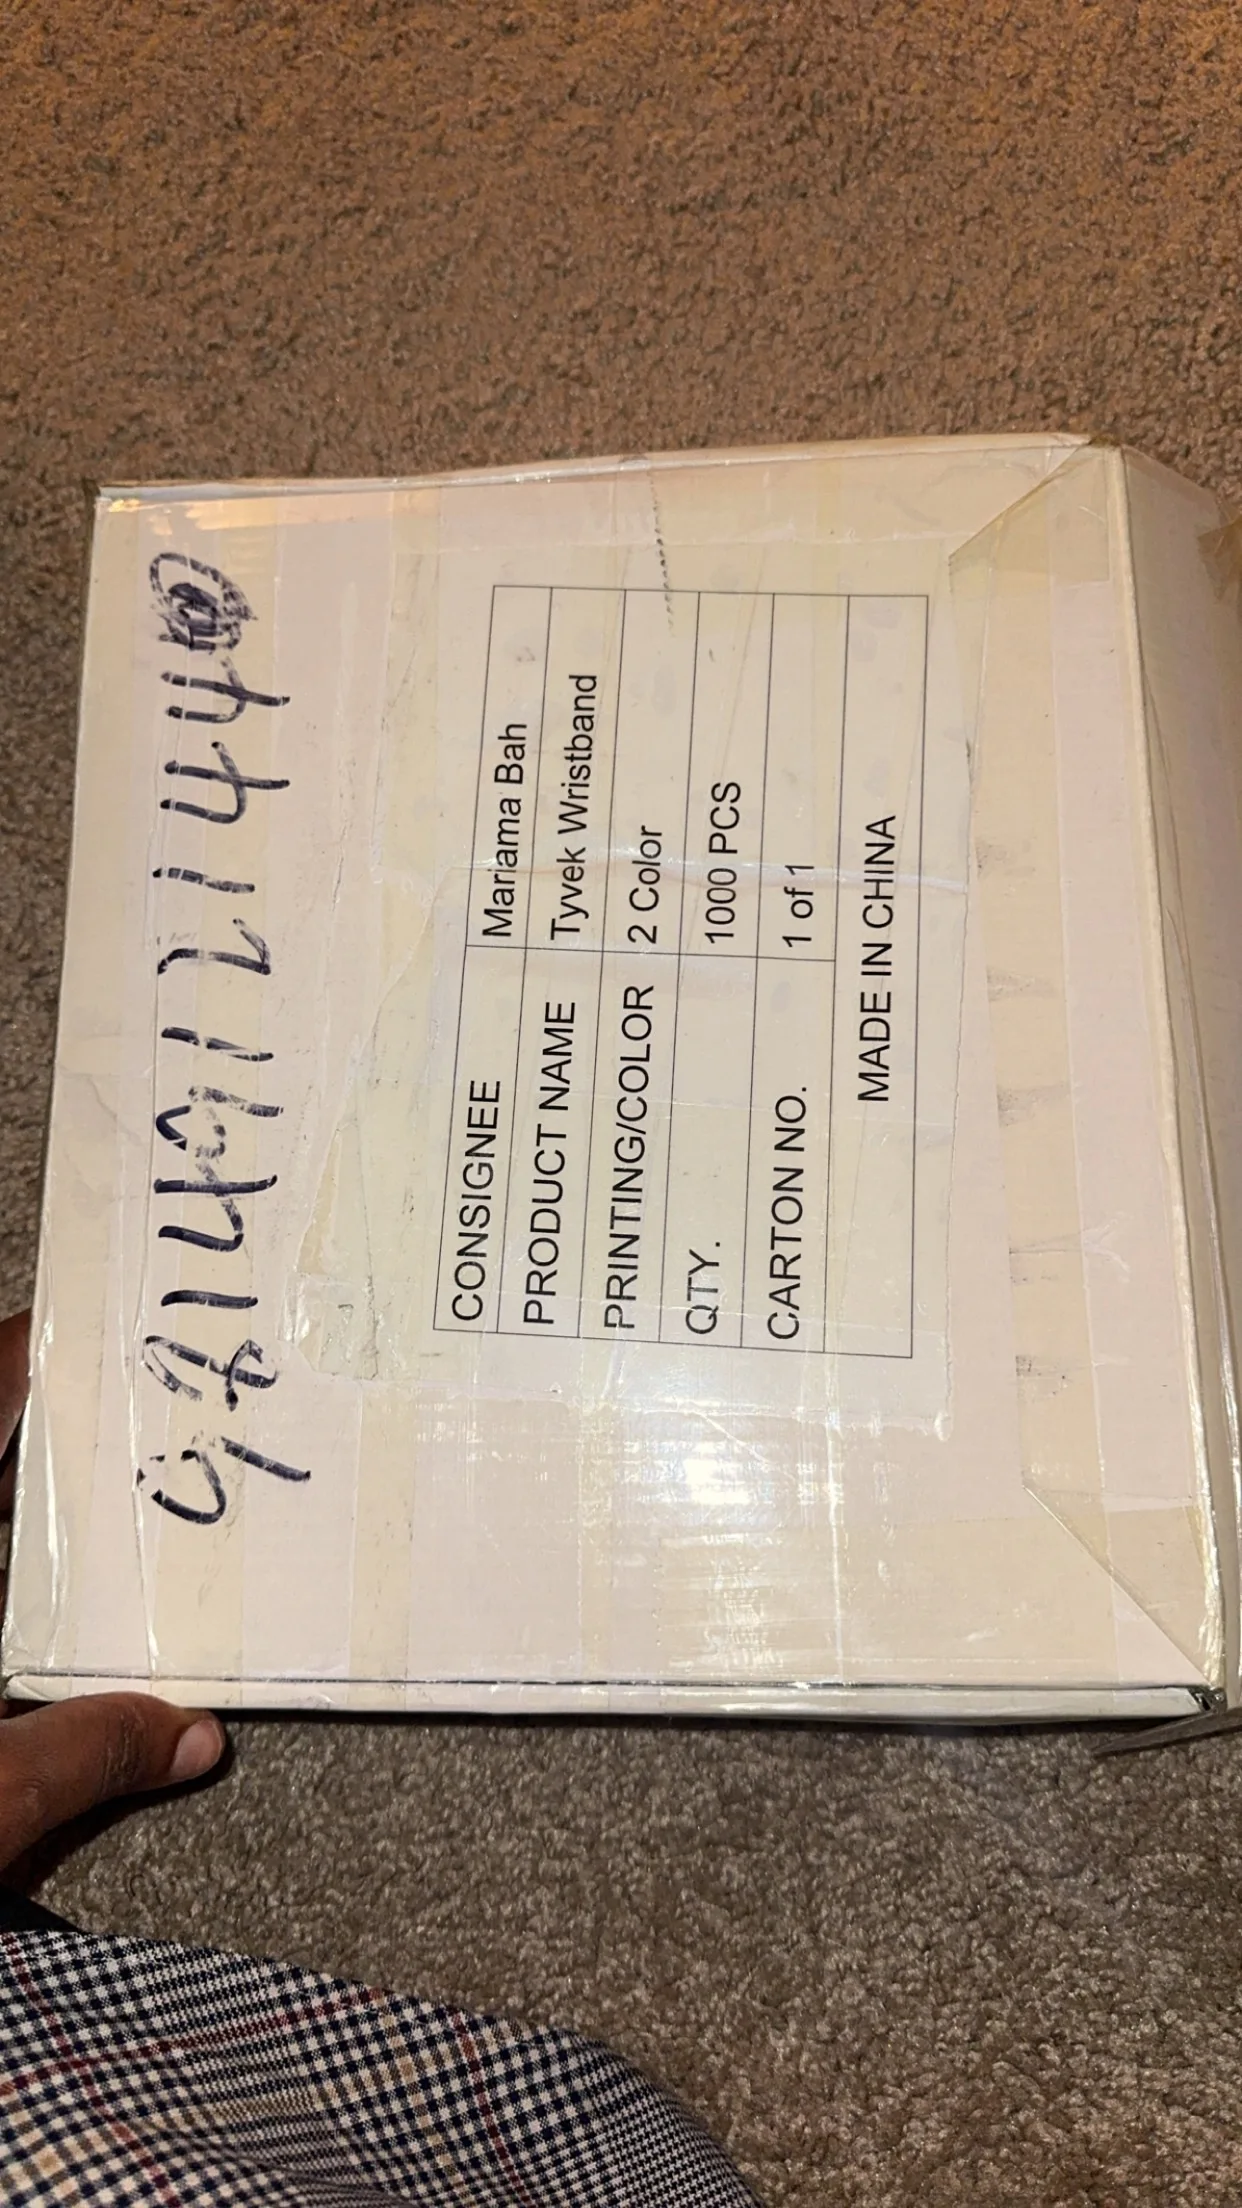 CONSIGNEE Mariama Bah
PRODUCT NAME Tyvek Wristband
PRINTING/COLOR 2 Color
QTY. 1000 PCS
CARTON NO. 1 of 1
MADE IN CHINA